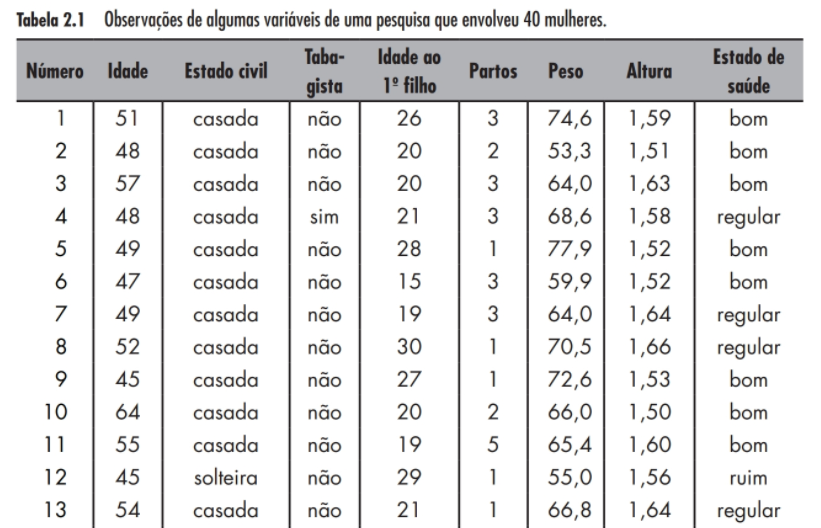 Tabela 2.1 Observações de algumas variáveis de uma pesquisa que envolveu 40 mulheres.
Número Idade Estado civil Taba-gista Idade ao 1º filho Partos Peso Altura Estado de saúde
1 51 casada não 26 3 74,6 1,59 bom
2 48 casada não 20 2 53,3 1,51 bom
3 57 casada não 20 3 64,0 1,63 bom
4 48 casada sim 21 3 68,6 1,58 regular
5 49 casada não 28 1 77,9 1,52 bom
6 47 casada não 15 3 59,9 1,52 bom
7 49 casada não 19 3 64,0 1,64 regular
8 52 casada não 30 1 70,5 1,66 regular
9 45 casada não 27 1 72,6 1,53 bom
10 64 casada não 20 2 66,0 1,50 bom
11 55 casada não 19 5 65,4 1,60 bom
12 45 solteira não 29 1 55,0 1,56 ruim
13 54 casada não 21 1 66,8 1,64 regular